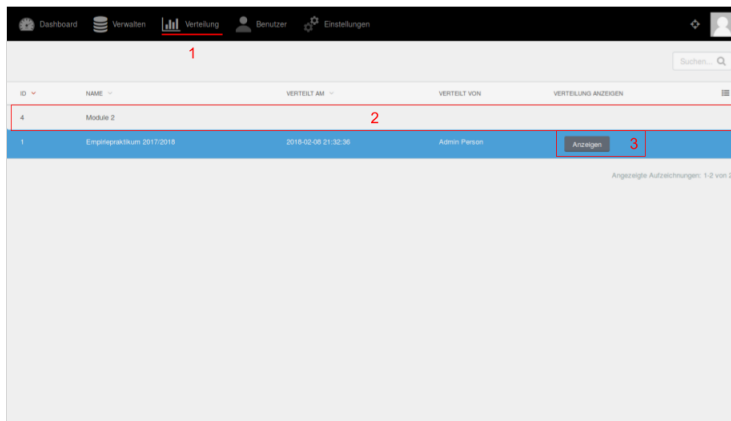 Dashboard Verwalten Verteilung Benutzer Einstellungen
1
Suchen...
ID NAME VERTEILT AM VERTEILT VON VERTEILUNG ANZEIGEN
4 Module 2 2
1 Empiriepraktikum 2017/2018 2018-02-08 21:32:36 Admin Person Anzeigen 3
Angezeigte Aufzeichnungen: 1-2 von 2